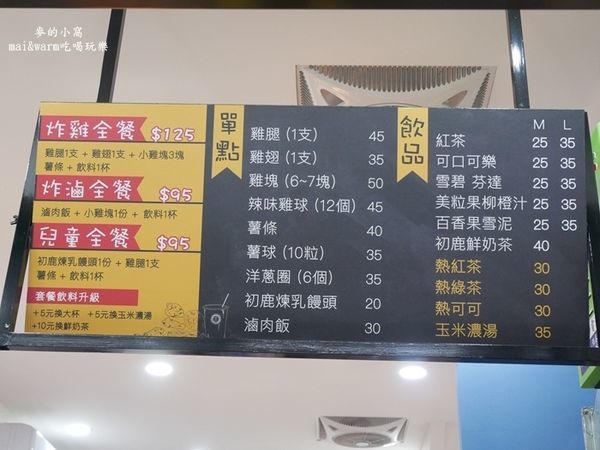 麥的小窩
mai&warm吃喝玩樂
炸雞全餐 $125
雞腿1支 + 雞翅1支 + 小雞塊3塊
薯條 + 飲料1杯
炸滷全餐 $95
滷肉飯 + 小雞塊1份 + 飲料1杯
兒童全餐 $95
初鹿煉乳饅頭1份 + 雞腿1支
薯條 + 飲料1杯
套餐飲料升級
+5元換大杯 +5元換玉米濃湯
+10元換鮮奶茶
單點
雞腿 (1支) 45
雞翅 (1支) 35
雞塊 (6~7塊) 50
辣味雞球 (12個) 45
薯條 40
薯球 (10粒) 35
洋蔥圈 (6個) 35
初鹿煉乳饅頭 20
滷肉飯 30
飲品
M L
紅茶 25 35
可口可樂 25 35
雪碧 芬達 25 35
美粒果柳橙汁 25 35
百香果雪泥 25 35
初鹿鮮奶茶 40
熱紅茶 30
熱綠茶 30
熱可可 30
玉米濃湯 35